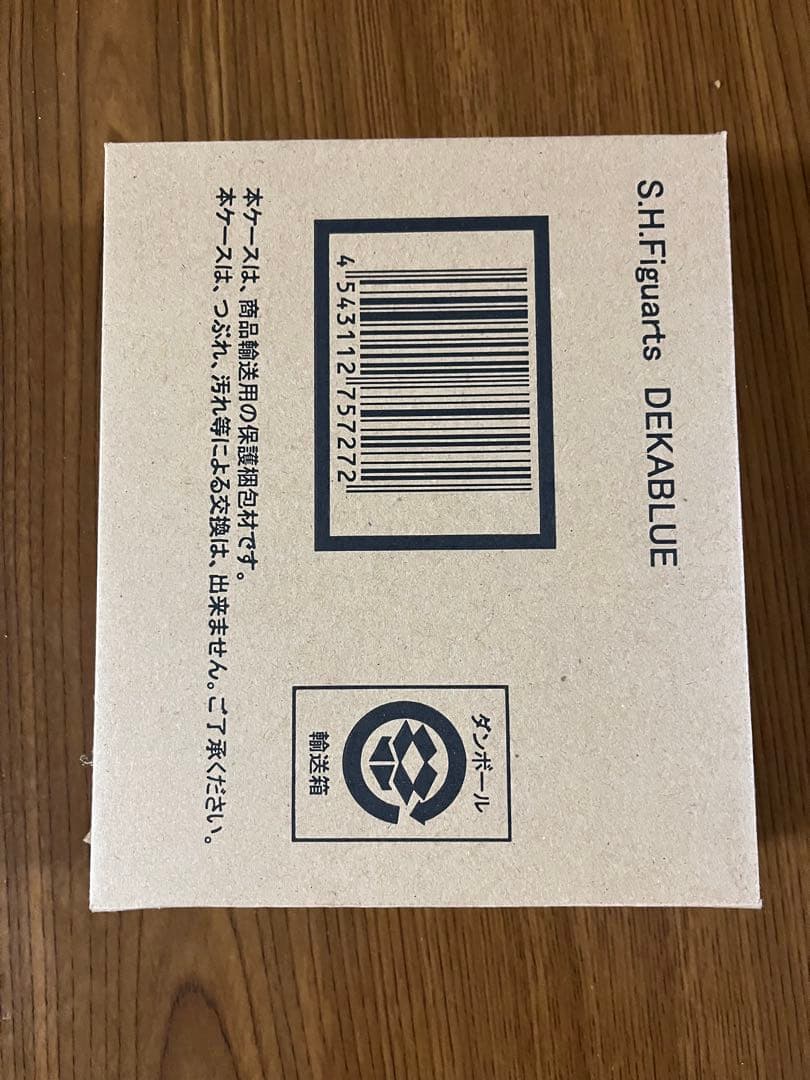 S.H.Figuarts DEKABLUE
4 543112 757272
ダンボール
輸送箱
本ケースは、商品輸送用の保護梱包材です。
本ケースは、つぶれ、汚れ等による交換は、出来ません。ご了承ください。